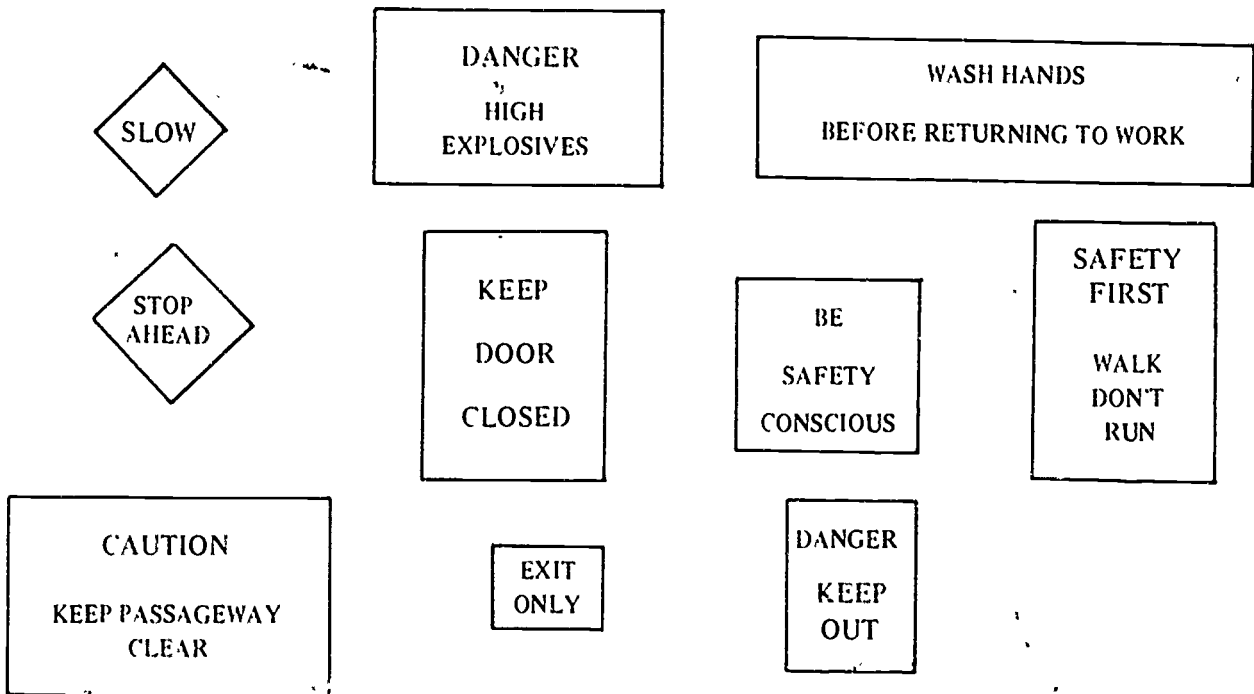 SLOW
DANGER
HIGH
EXPLOSIVES
WASH HANDS
BEFORE RETURNING TO WORK
STOP
AHEAD
KEEP
DOOR
CLOSED
BE
SAFETY
CONSCIOUS
SAFETY
FIRST
WALK
DON'T
RUN
CAUTION
KEEP PASSAGEWAY
CLEAR
EXIT
ONLY
DANGER
KEEP
OUT